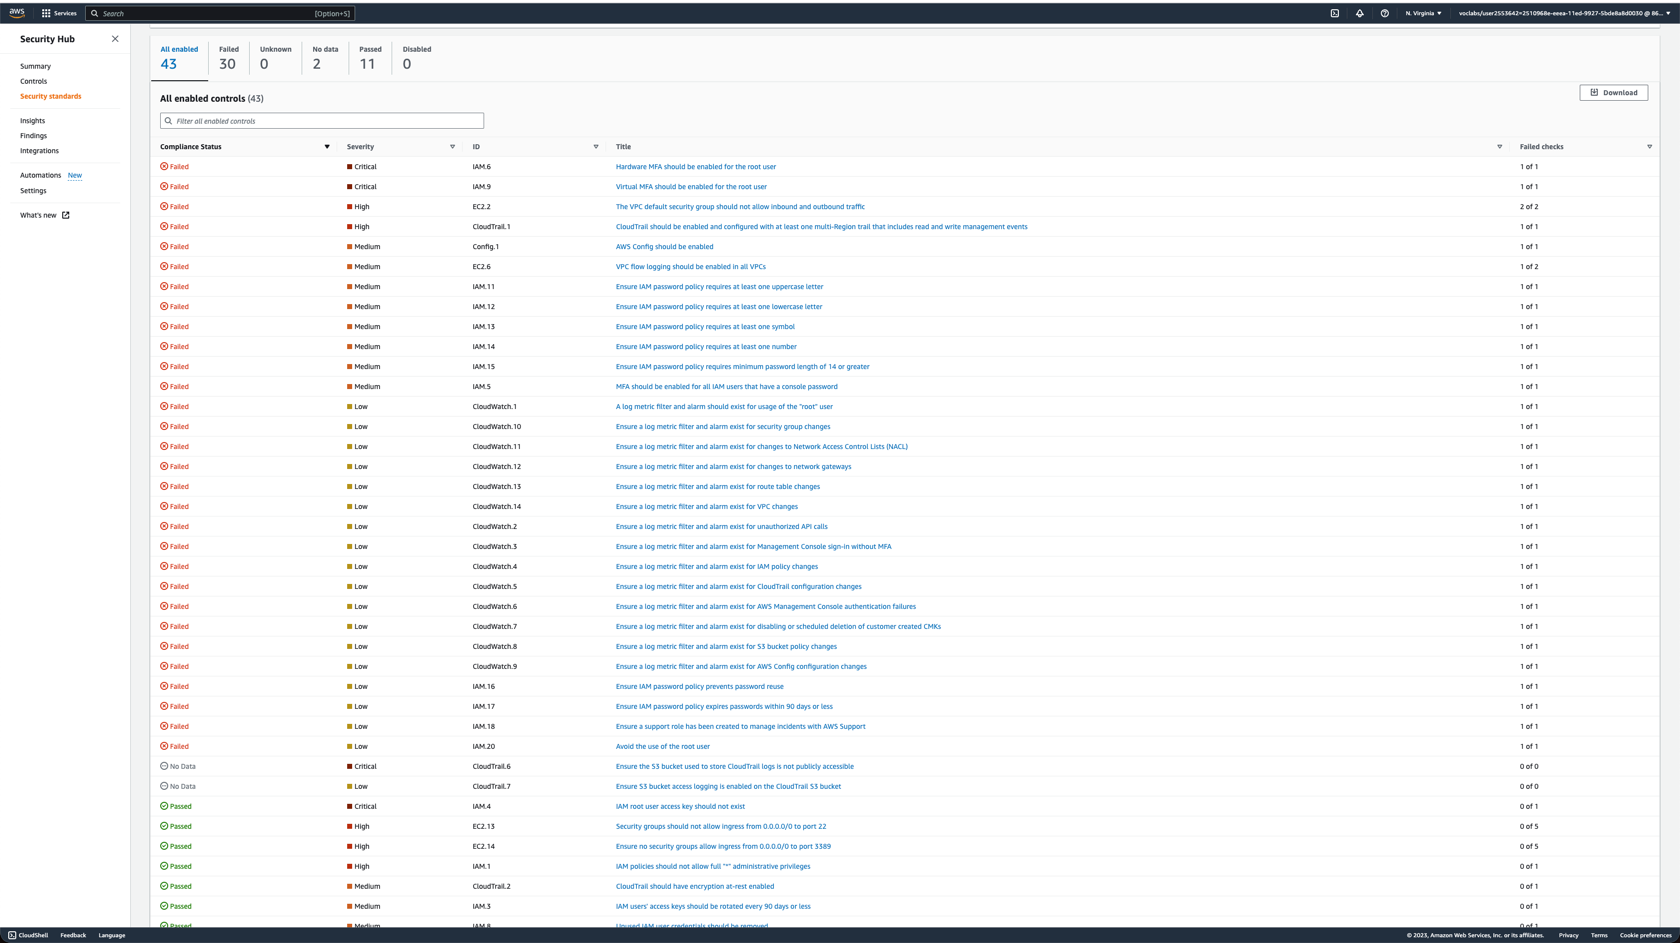 aws
Services
Search
[Option+S]
N. Virginia
voclabs/user2553642=2510968e-eeea-11ed-9927-5bde8a8d0030 @ 86...
Security Hub
Summary
Controls
Security standards
Insights
Findings
Integrations
Automations New
Settings
What's new
All enabled 43
Failed 30
Unknown 0
No data 2
Passed 11
Disabled 0
All enabled controls (43)
Download
Filter all enabled controls
Compliance Status Severity ID Title Failed checks
Failed Critical IAM.6 Hardware MFA should be enabled for the root user 1 of 1
Failed Critical IAM.9 Virtual MFA should be enabled for the root user 1 of 1
Failed High EC2.2 The VPC default security group should not allow inbound and outbound traffic 2 of 2
Failed High CloudTrail.1 CloudTrail should be enabled and configured with at least one multi-Region trail that includes read and write management events 1 of 1
Failed Medium Config.1 AWS Config should be enabled 1 of 1
Failed Medium EC2.6 VPC flow logging should be enabled in all VPCs 1 of 2
Failed Medium IAM.11 Ensure IAM password policy requires at least one uppercase letter 1 of 1
Failed Medium IAM.12 Ensure IAM password policy requires at least one lowercase letter 1 of 1
Failed Medium IAM.13 Ensure IAM password policy requires at least one symbol 1 of 1
Failed Medium IAM.14 Ensure IAM password policy requires at least one number 1 of 1
Failed Medium IAM.15 Ensure IAM password policy requires minimum password length of 14 or greater 1 of 1
Failed Medium IAM.5 MFA should be enabled for all IAM users that have a console password 1 of 1
Failed Low CloudWatch.1 A log metric filter and alarm should exist for usage of the "root" user 1 of 1
Failed Low CloudWatch.10 Ensure a log metric filter and alarm exist for security group changes 1 of 1
Failed Low CloudWatch.11 Ensure a log metric filter and alarm exist for changes to Network Access Control Lists (NACL) 1 of 1
Failed Low CloudWatch.12 Ensure a log metric filter and alarm exist for changes to network gateways 1 of 1
Failed Low CloudWatch.13 Ensure a log metric filter and alarm exist for route table changes 1 of 1
Failed Low CloudWatch.14 Ensure a log metric filter and alarm exist for VPC changes 1 of 1
Failed Low CloudWatch.2 Ensure a log metric filter and alarm exist for unauthorized API calls 1 of 1
Failed Low CloudWatch.3 Ensure a log metric filter and alarm exist for Management Console sign-in without MFA 1 of 1
Failed Low CloudWatch.4 Ensure a log metric filter and alarm exist for IAM policy changes 1 of 1
Failed Low CloudWatch.5 Ensure a log metric filter and alarm exist for CloudTrail configuration changes 1 of 1
Failed Low CloudWatch.6 Ensure a log metric filter and alarm exist for AWS Management Console authentication failures 1 of 1
Failed Low CloudWatch.7 Ensure a log metric filter and alarm exist for disabling or scheduled deletion of customer created CMKs 1 of 1
Failed Low CloudWatch.8 Ensure a log metric filter and alarm exist for S3 bucket policy changes 1 of 1
Failed Low CloudWatch.9 Ensure a log metric filter and alarm exist for AWS Config configuration changes 1 of 1
Failed Low IAM.16 Ensure IAM password policy prevents password reuse 1 of 1
Failed Low IAM.17 Ensure IAM password policy expires passwords within 90 days or less 1 of 1
Failed Low IAM.18 Ensure a support role has been created to manage incidents with AWS Support 1 of 1
Failed Low IAM.20 Avoid the use of the root user 1 of 1
No Data Critical CloudTrail.6 Ensure the S3 bucket used to store CloudTrail logs is not publicly accessible 0 of 0
No Data Low CloudTrail.7 Ensure S3 bucket access logging is enabled on the CloudTrail S3 bucket 0 of 0
Passed Critical IAM.4 IAM root user access key should not exist 0 of 1
Passed High EC2.13 Security groups should not allow ingress from 0.0.0.0/0 to port 22 0 of 5
Passed High EC2.14 Ensure no security groups allow ingress from 0.0.0.0/0 to port 3389 0 of 5
Passed High IAM.1 IAM policies should not allow full "*" administrative privileges 0 of 1
Passed Medium CloudTrail.2 CloudTrail should have encryption at-rest enabled 0 of 1
Passed Medium IAM.3 IAM users' access keys should be rotated every 90 days or less 0 of 1
Passed Medium IAM.8 Unused IAM user credentials should be removed 0 of 1
CloudShell Feedback Language
© 2023, Amazon Web Services, Inc. or its affiliates. Privacy Terms Cookie preferences